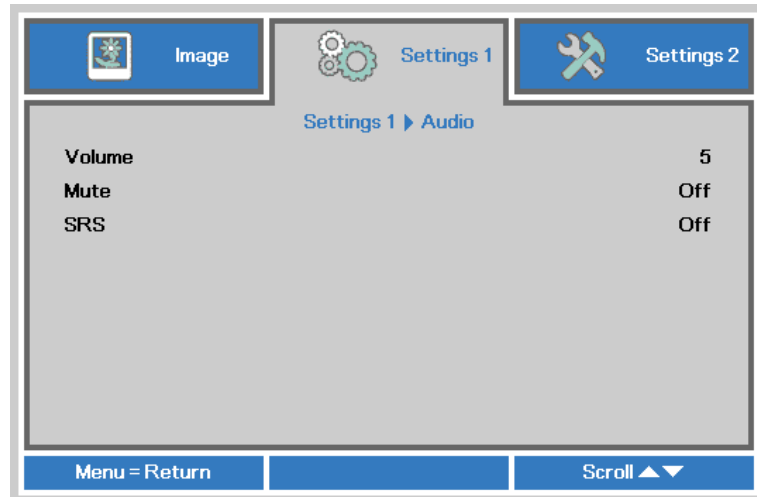 Image
Settings 1
Settings 2
Settings 1 ▶ Audio
Volume 5
Mute Off
SRS Off
Menu = Return
Scroll ▲▼